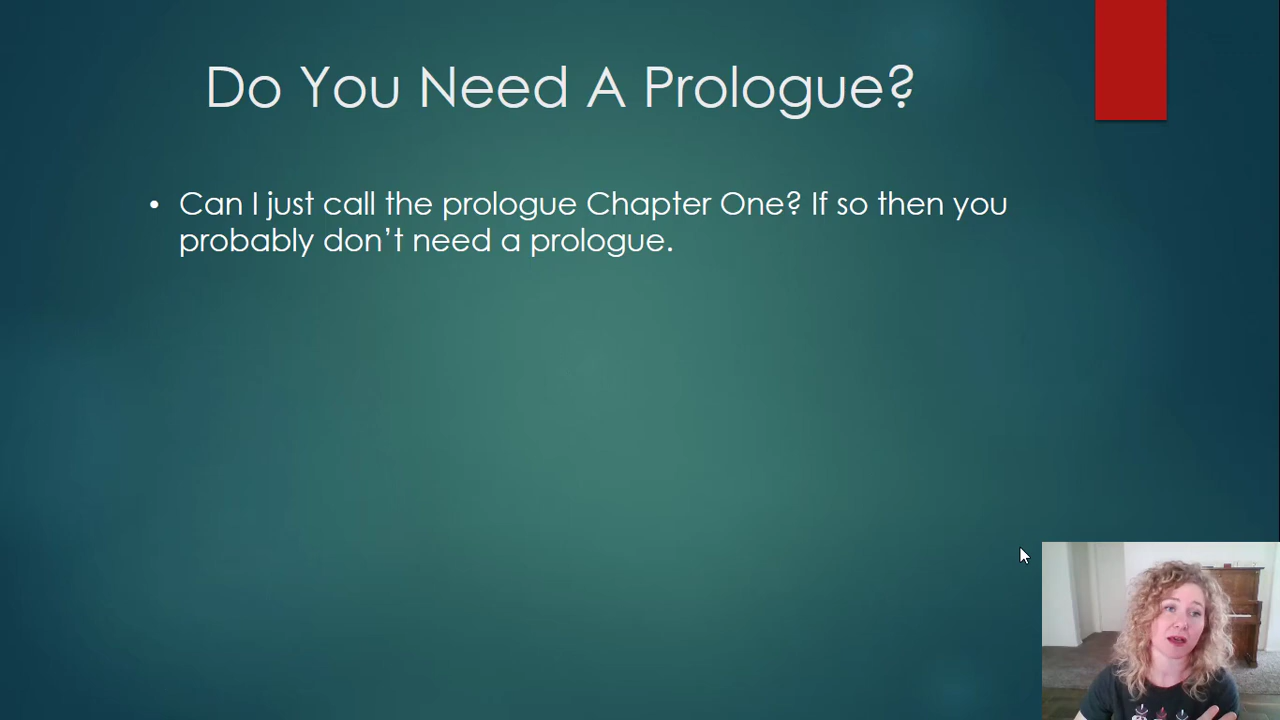 Do You Need A Prologue?
• Can I just call the prologue Chapter One? If so then you
probably don’t need a prologue.